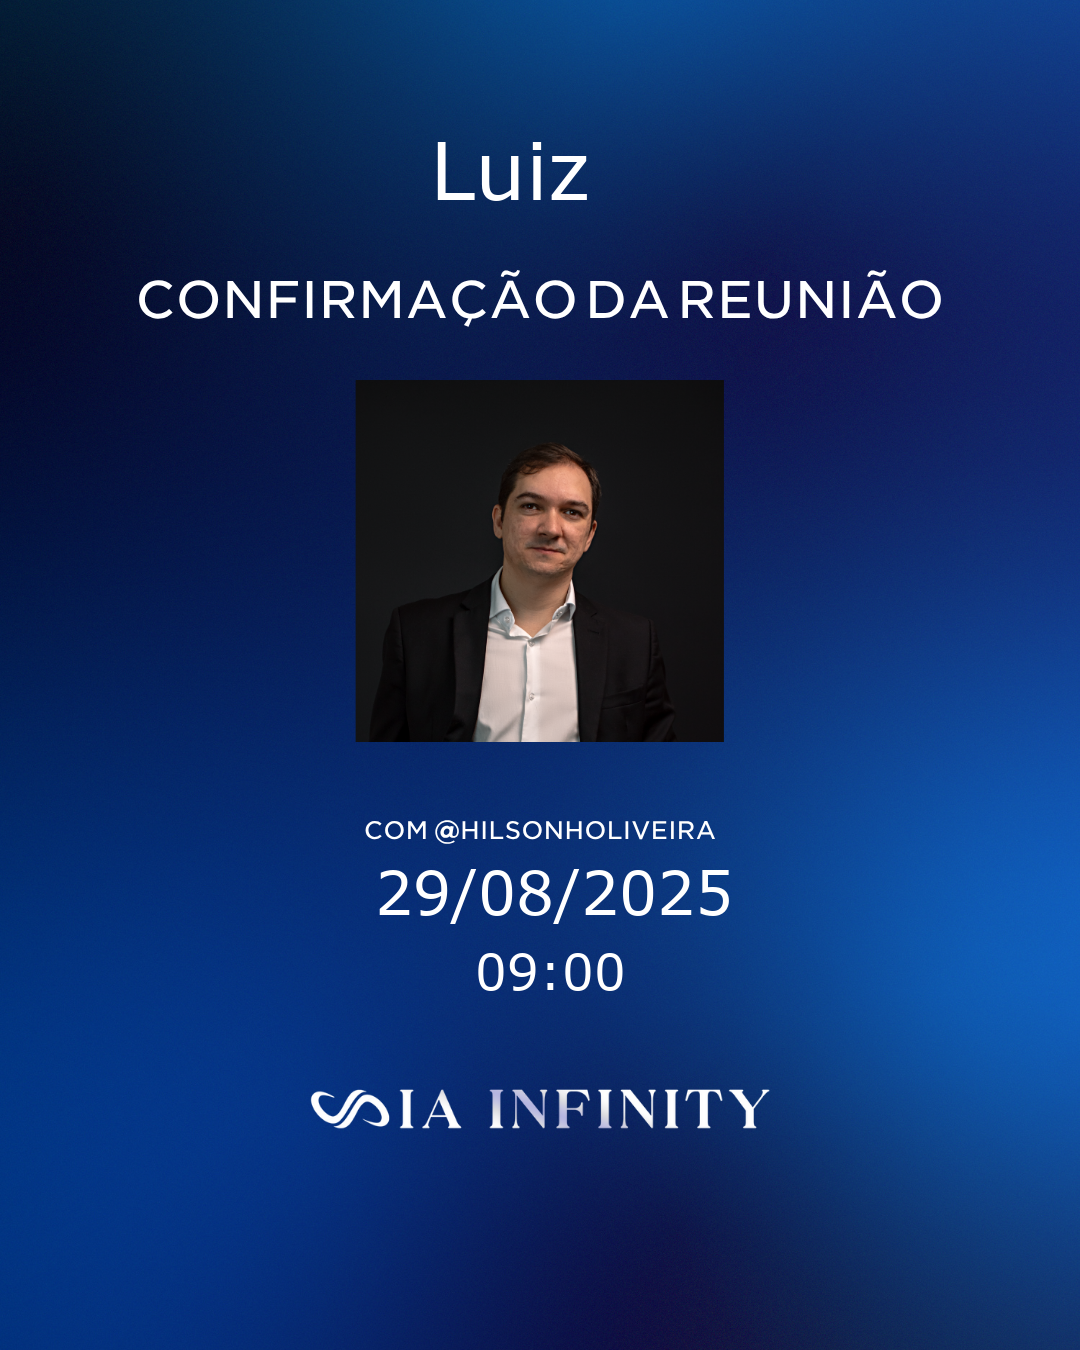 Luiz
CONFIRMAÇÃO DA REUNIÃO
COM @HILSONHOLIVEIRA
29/08/2025
09:00
IA INFINITY